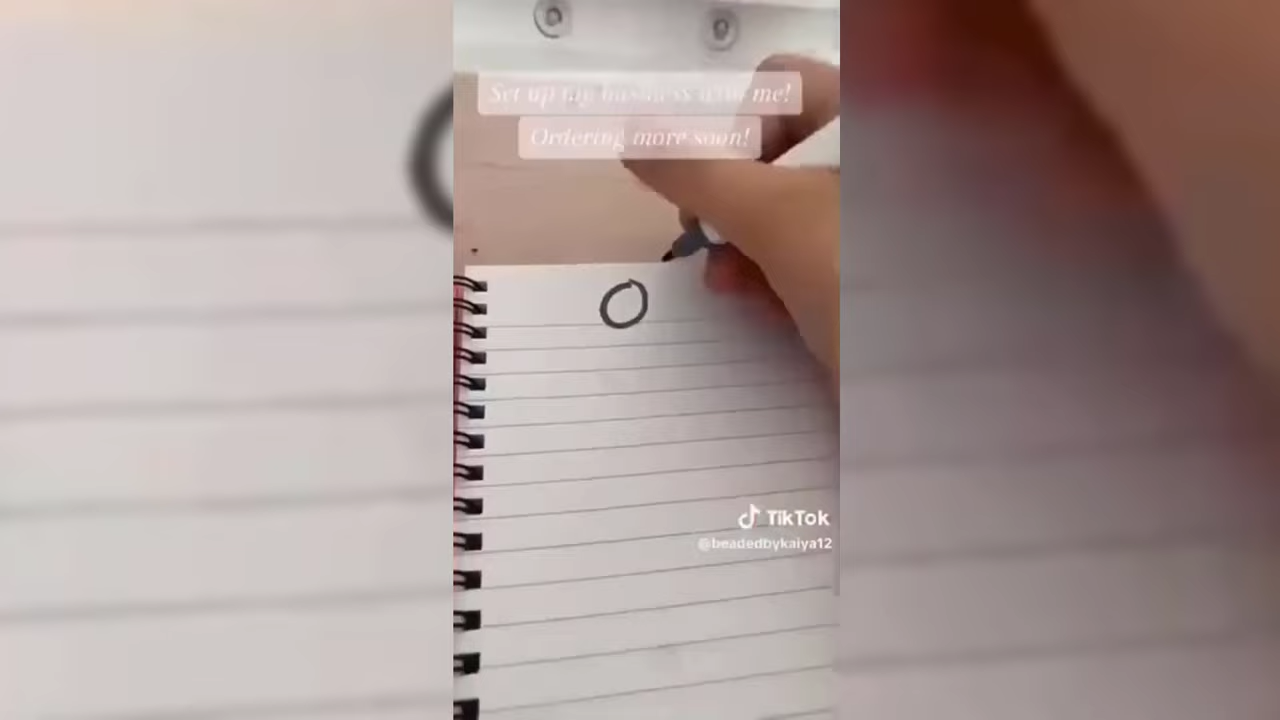 Set up my business with me!
Ordering more soon!
O
TikTok
@beadedbykaiya12